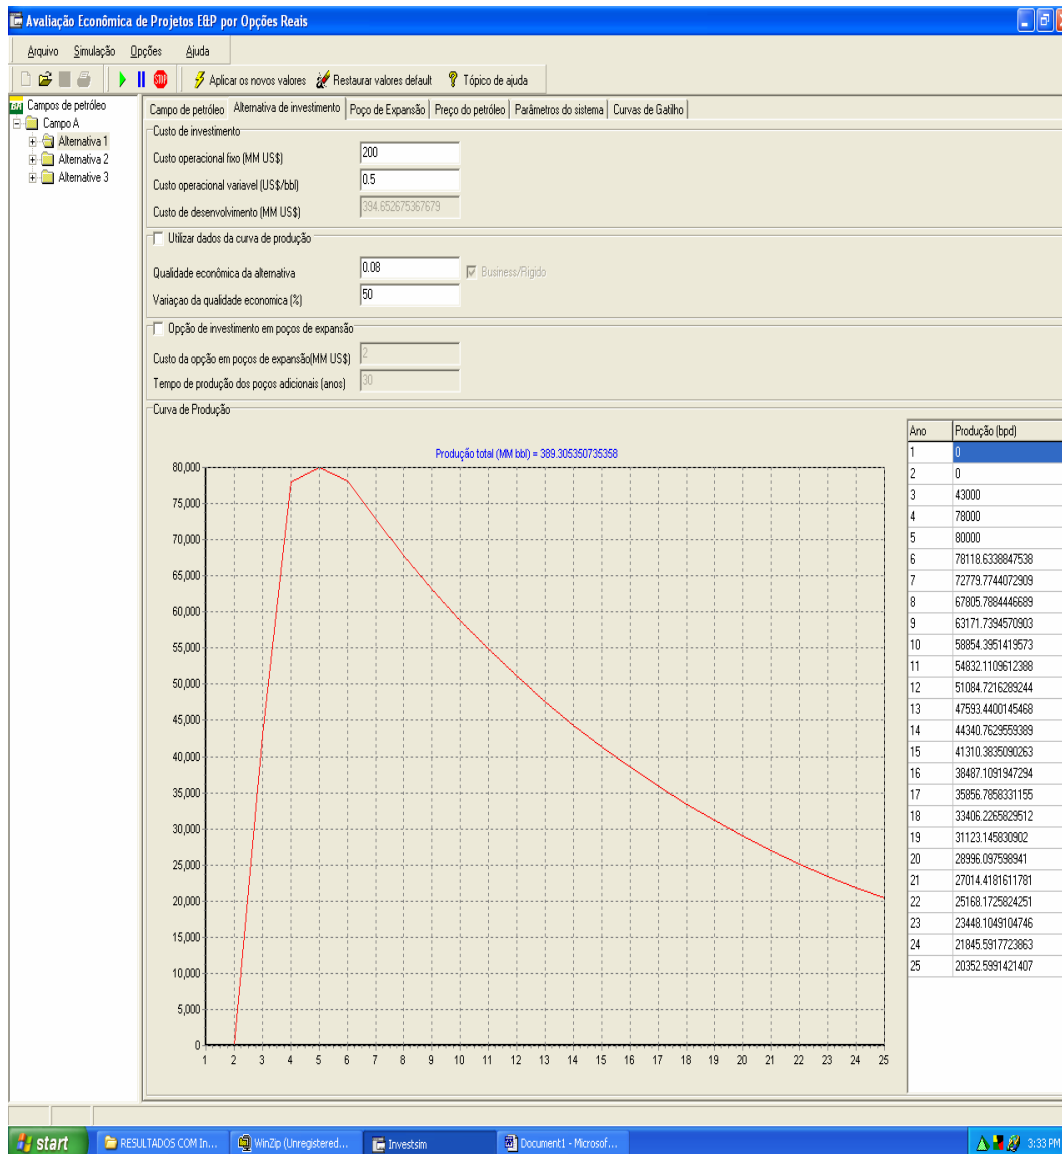 Avaliação Econômica de Projetos E&P por Opções Reais
Arquivo Simulação Opções Ajuda
STOP Aplicar os novos valores Restaurar valores default Tópico de ajuda
BR Campos de petróleo
Campo A
Alternativa 1
Alternativa 2
Alternative 3
Campo de petróleo Alternativa de investimento Poço de Expansão Preço do petróleo Parâmetros do sistema Curvas de Gatilho
Custo de investimento
Custo operacional fixo (MM US$) 200
Custo operacional variavel (US$/bbl) 0.5
Custo de desenvolvimento (MM US$) 394.652675367679
Utilizar dados da curva de produção
Qualidade econômica da alternativa 0.08 Business/Rigido
Variaçao da qualidade economica (%) 50
Opção de investimento em poços de expansão
Custo da opção em poços de expansão(MM US$) 2
Tempo de produção dos poços adicionais (anos) 30
Curva de Produção
Produção total (MM bbl) = 389.305350735358
80,000
75,000
70,000
65,000
60,000
55,000
50,000
45,000
40,000
35,000
30,000
25,000
20,000
15,000
10,000
5,000
0
1 2 3 4 5 6 7 8 9 10 11 12 13 14 15 16 17 18 19 20 21 22 23 24 25
Ano Produção (bpd)
1 0
2 0
3 43000
4 78000
5 80000
6 78118.6338847538
7 72779.7744072909
8 67805.7884446689
9 63171.7394570903
10 58854.3951419573
11 54832.1109612388
12 51084.7216289244
13 47593.4400145468
14 44340.7629559389
15 41310.3835090263
16 38487.1091947294
17 35856.7858331155
18 33406.2265829512
19 31123.145830902
20 28996.097598941
21 27014.4181611781
22 25168.1725824251
23 23448.1049104746
24 21845.5917723863
25 20352.5991421407
start RESULTADOS COM In... WinZip (Unregistered... Investsim Document1 - Microsof... 3:33 PM